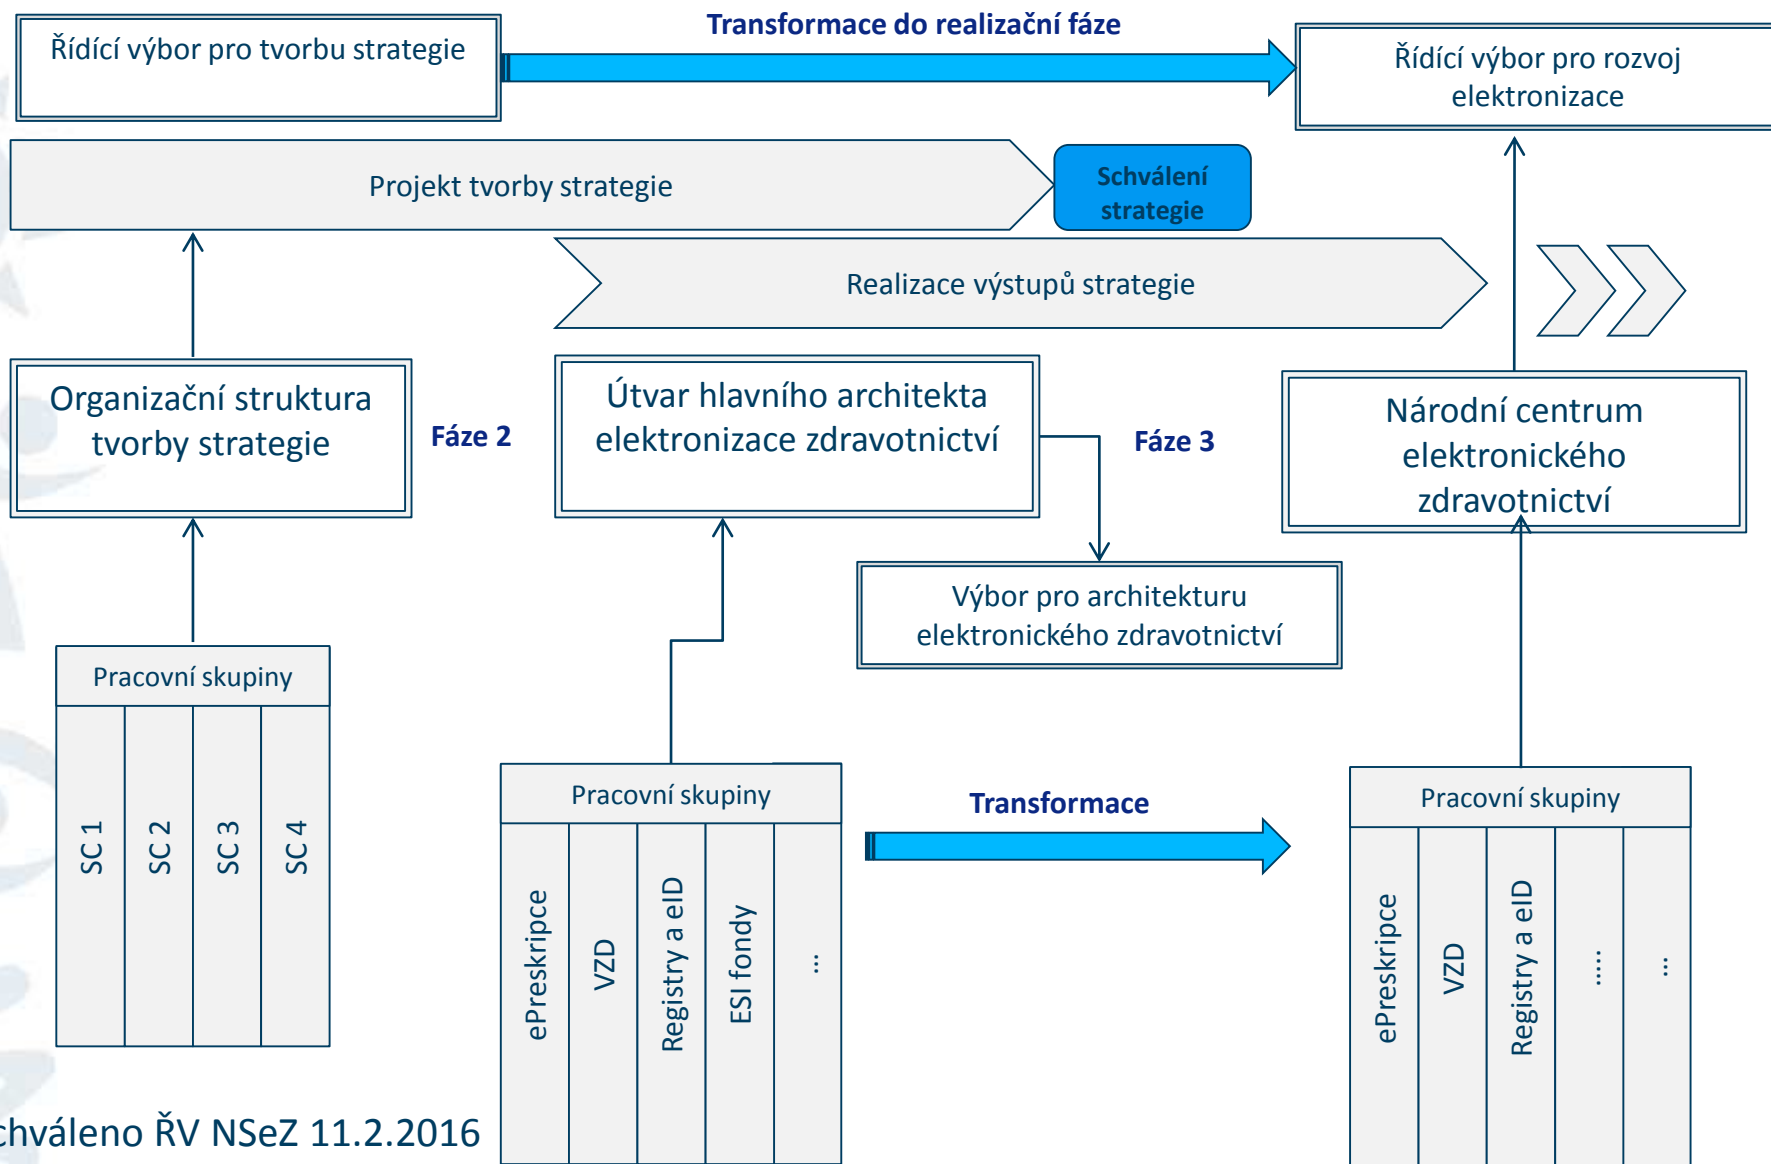 Transformace do realizační fáze
Řídící výbor pro tvorbu strategie
Řídící výbor pro rozvoj
elektronizace
Projekt tvorby strategie
Schválení
strategie
Realizace výstupů strategie
Organizační struktura
tvorby strategie
Fáze 2
Útvar hlavního architekta
elektronizace zdravotnictví
Fáze 3
Národní centrum
elektronického
zdravotnictví
Výbor pro architekturu
elektronického zdravotnictví
Pracovní skupiny
SC 1
SC 2
SC 3
SC 4
Pracovní skupiny
ePreskripce
VZD
Registry a eID
ESI fondy
...
Transformace
Pracovní skupiny
ePreskripce
VZD
Registry a eID
.....
...
chváleno ŘV NSeZ 11.2.2016